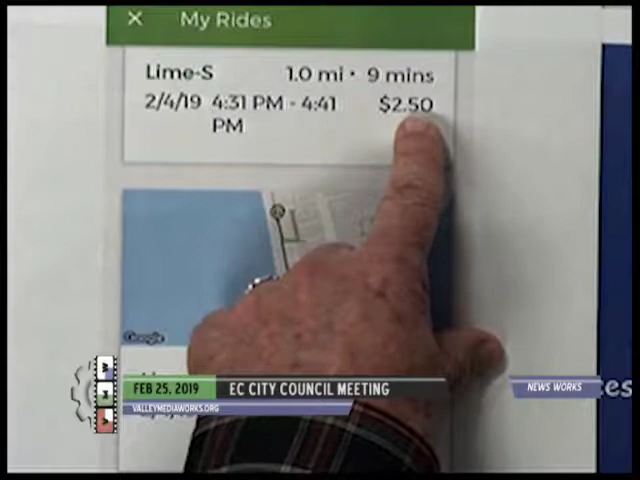 × My Rides
Lime-S 1.0 mi • 9 mins
2/4/19 4:31 PM - 4:41 $2.50
PM
Google
W
M
V
FEB 25, 2019 EC CITY COUNCIL MEETING
NEWS WORKS
es
VALLEYMEDIAWORKS.ORG